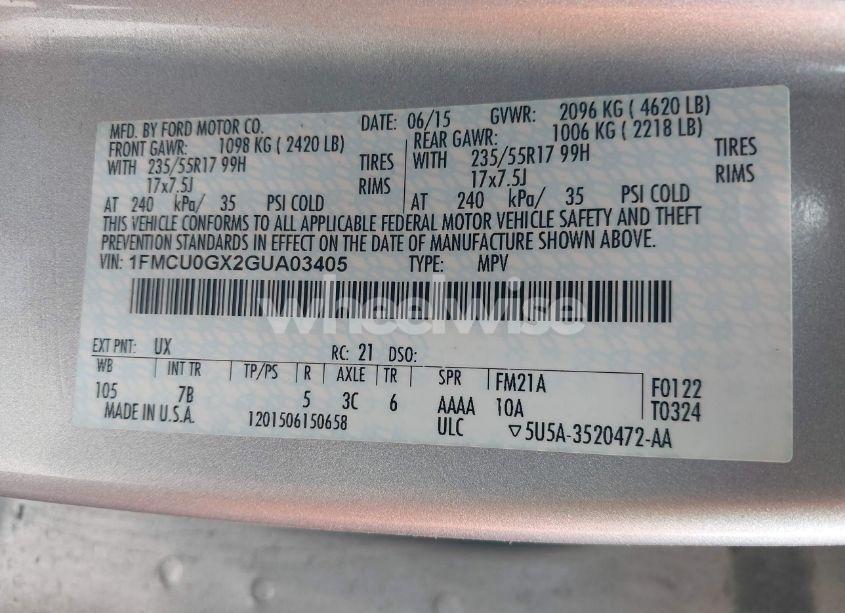 MFD. BY FORD MOTOR CO. DATE: 06/15 GVWR: 2096 KG ( 4620 LB)
FRONT GAWR: 1098 KG ( 2420 LB) REAR GAWR: 1006 KG ( 2218 LB)
WITH 235/55R17 99H TIRES WITH 235/55R17 99H TIRES
17x7.5J RIMS 17x7.5J RIMS
AT 240 kPa/ 35 PSI COLD AT 240 kPa/ 35 PSI COLD
THIS VEHICLE CONFORMS TO ALL APPLICABLE FEDERAL MOTOR VEHICLE SAFETY AND THEFT
PREVENTION STANDARDS IN EFFECT ON THE DATE OF MANUFACTURE SHOWN ABOVE.
VIN: 1FMCU0GX2GUA03405 TYPE: MPV
wheelwise
EXT PNT: UX RC: 21 DSO:
WB INT TR TP/PS R AXLE TR SPR FM21A F0122
105 7B 5 3C 6 AAAA 10A T0324
MADE IN U.S.A. 1201506150658 ULC ▽5U5A-3520472-AA